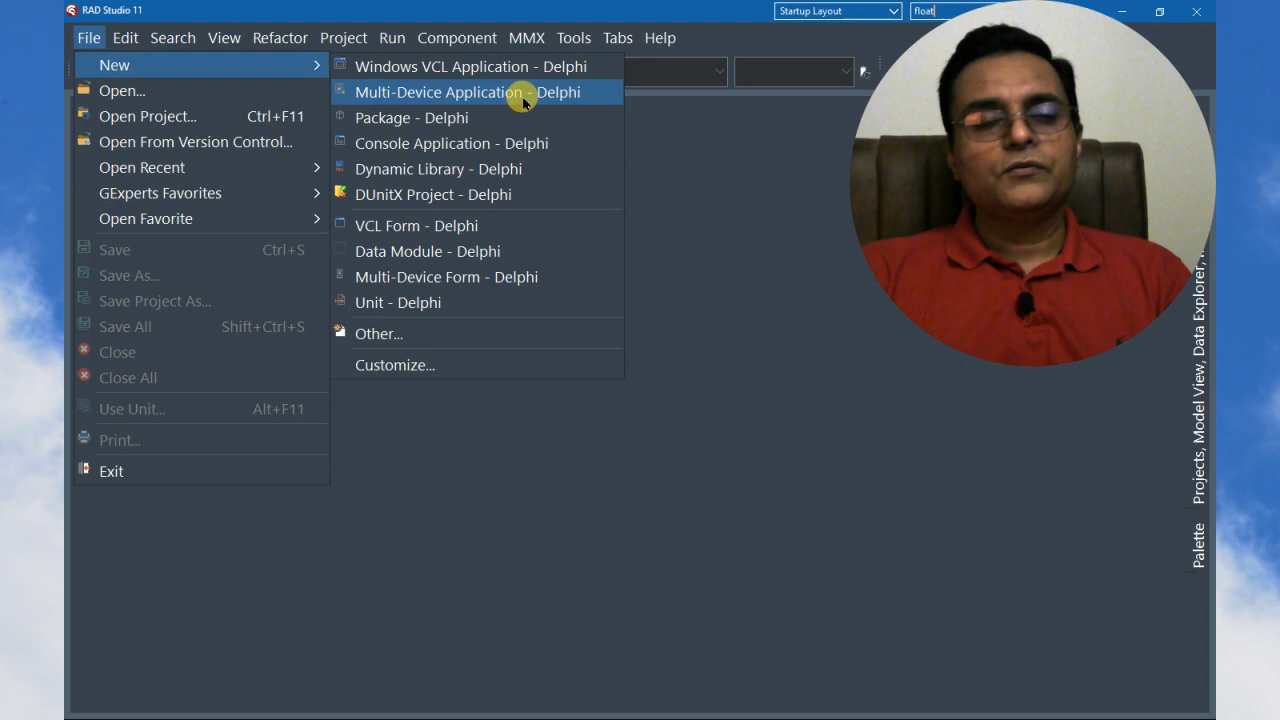 RAD Studio 11
Startup Layout
float
File Edit Search View Refactor Project Run Component MMX Tools Tabs Help
New
Open...
Open Project... Ctrl+F11
Open From Version Control...
Open Recent
GExperts Favorites
Open Favorite
Save Ctrl+S
Save As...
Save Project As...
Save All Shift+Ctrl+S
Close
Close All
Use Unit... Alt+F11
Print...
Exit
Windows VCL Application - Delphi
Multi-Device Application - Delphi
Package - Delphi
Console Application - Delphi
Dynamic Library - Delphi
DUnitX Project - Delphi
VCL Form - Delphi
Data Module - Delphi
Multi-Device Form - Delphi
Unit - Delphi
Other...
Customize...
Projects, Model View, Data Explorer,
Palette